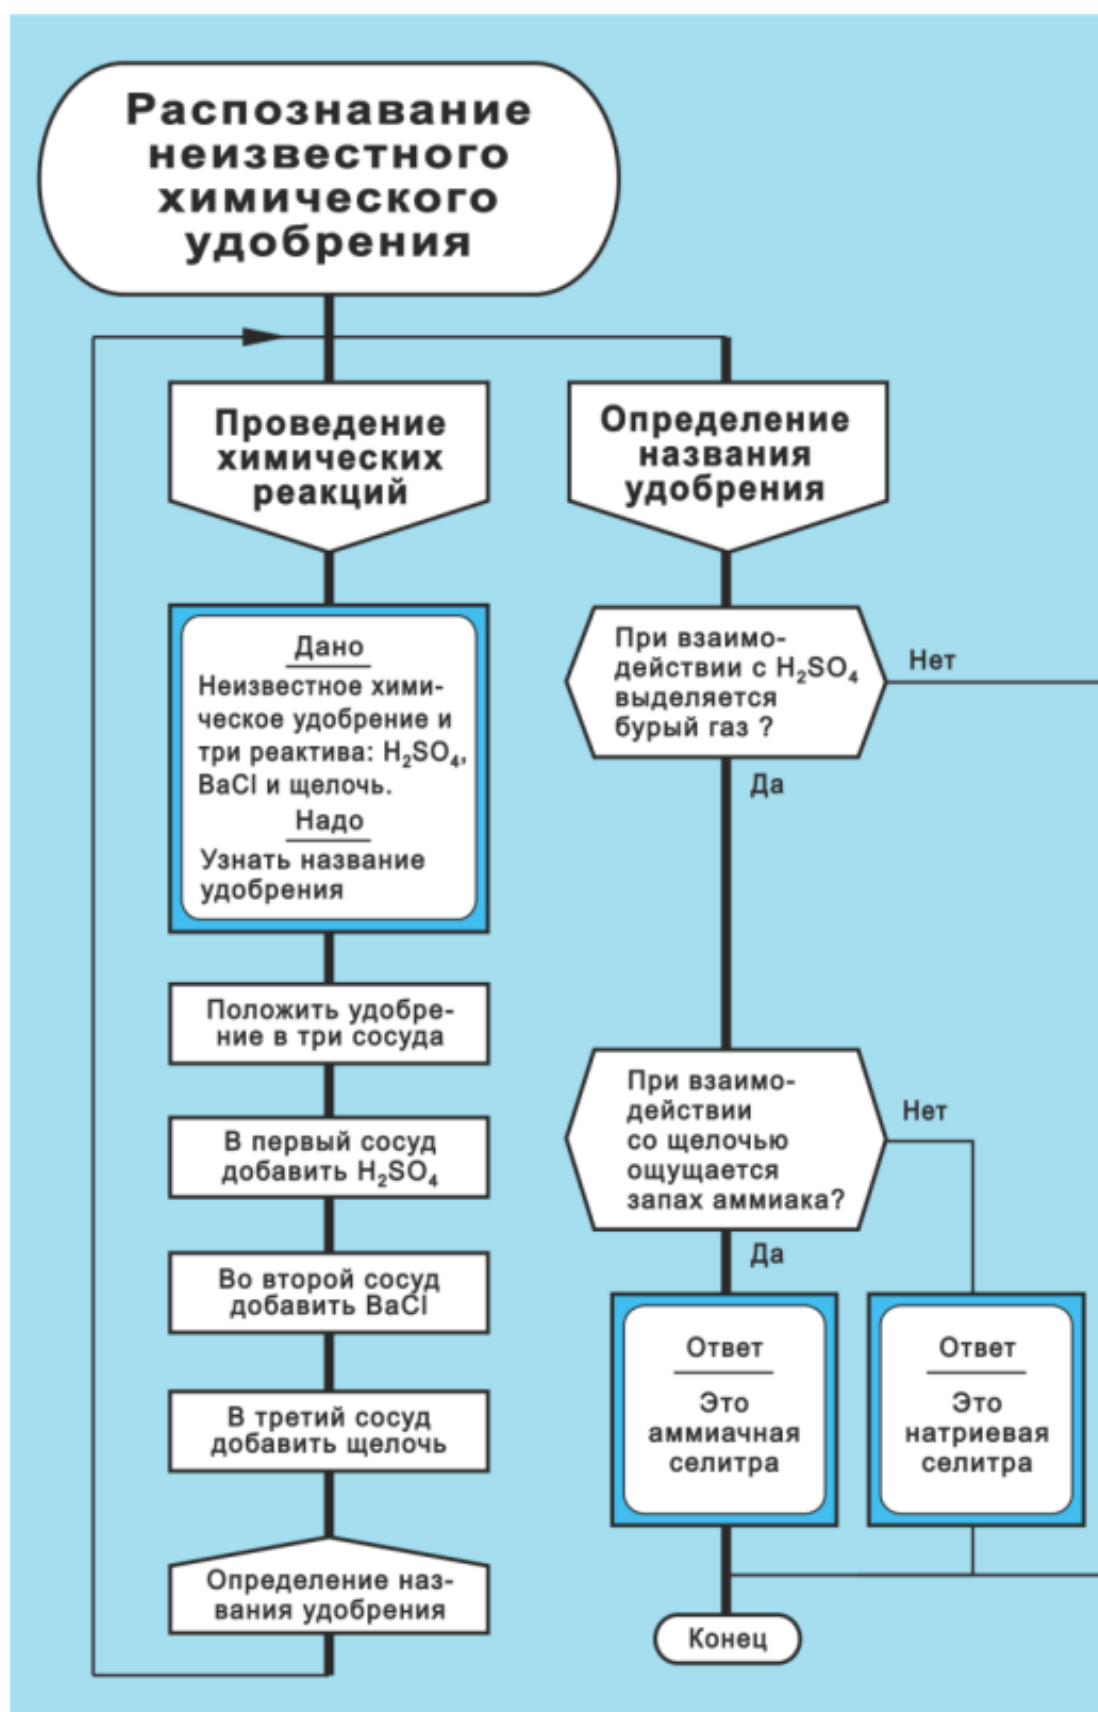 Распознавание
неизвестного
химического
удобрения
Проведение
химических
реакций
Дано
Неизвестное хими-
ческое удобрение и
три реактива: H₂SO₄,
BaCl и щелочь.
Надо
Узнать название
удобрения
Положить удобре-
ние в три сосуда
В первый сосуд
добавить H₂SO₄
Во второй сосуд
добавить BaCl
В третий сосуд
добавить щелочь
Определение наз-
вания удобрения
Определение
названия
удобрения
При взаимо-
действии с H₂SO₄
выделяется
бурый газ ?
Нет
Да
При взаимо-
действии
со щелочью
ощущается
запах аммиака?
Нет
Да
Ответ
Это
аммиачная
селитра
Ответ
Это
натриевая
селитра
Конец